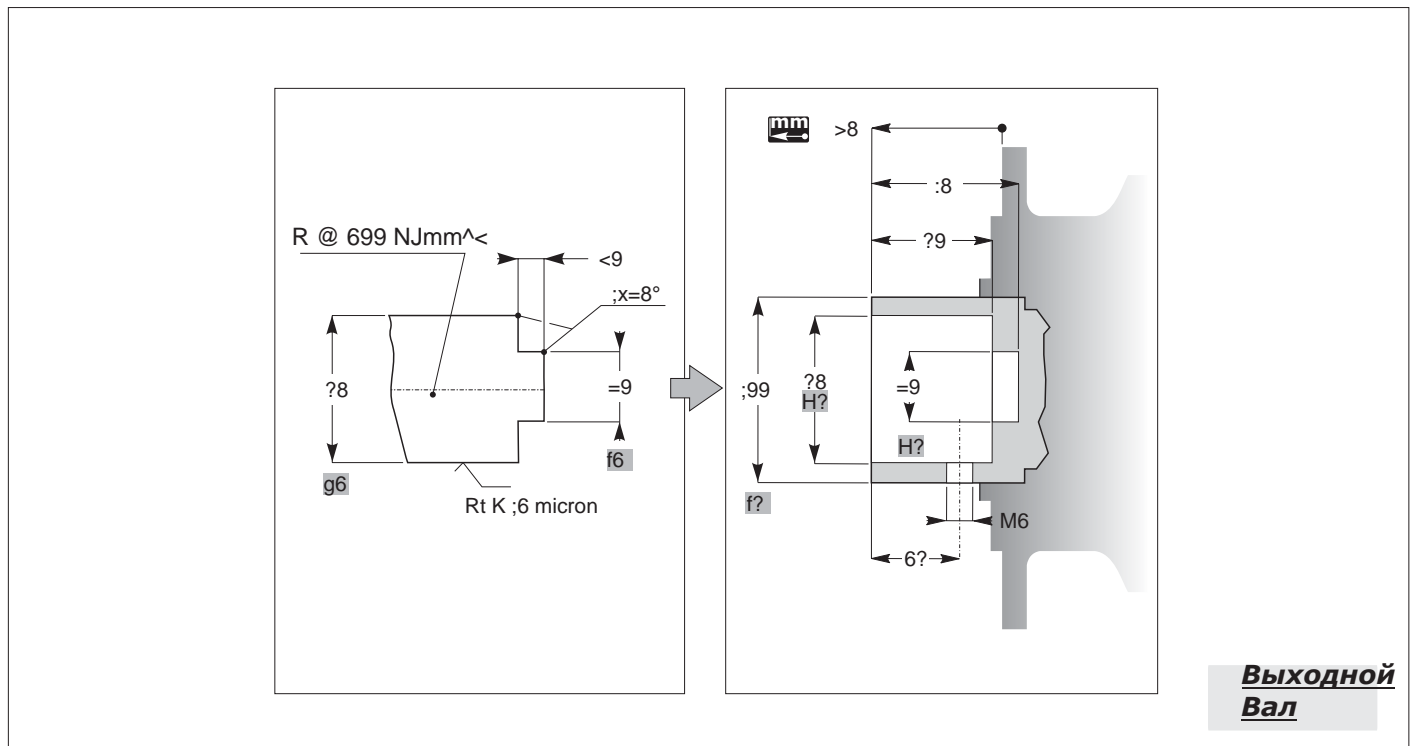 R @ 699 NJmm^<
<9
;x=8°
?8
=9
g6
f6
Rt K ;6 micron
mm
>8
:8
?9
;99
?8
H?
=9
H?
f?
M6
6?
Выходной
Вал